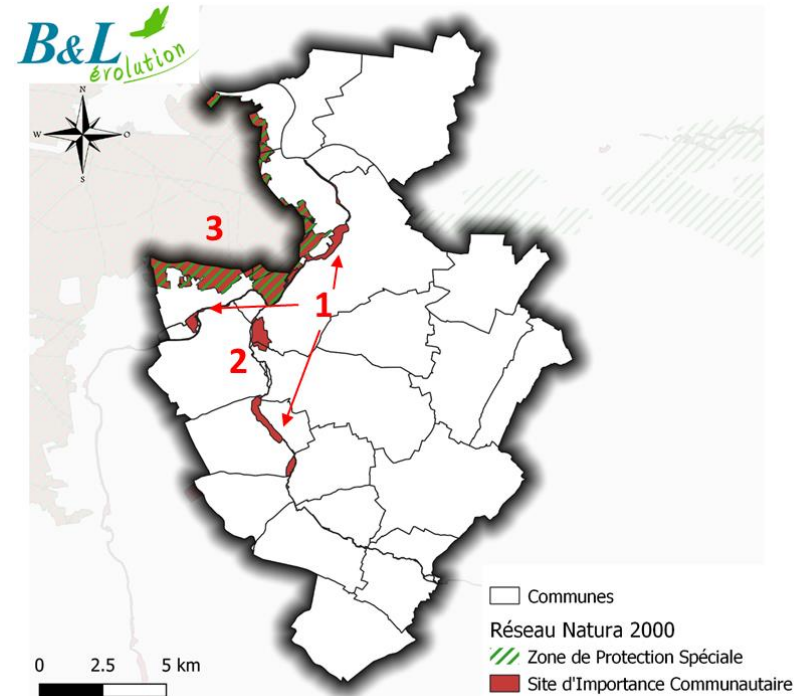 B&L
évolution
N
W
O
S
3
1
2
Communes
Réseau Natura 2000
Zone de Protection Spéciale
Site d'Importance Communautaire
0 2.5 5 km